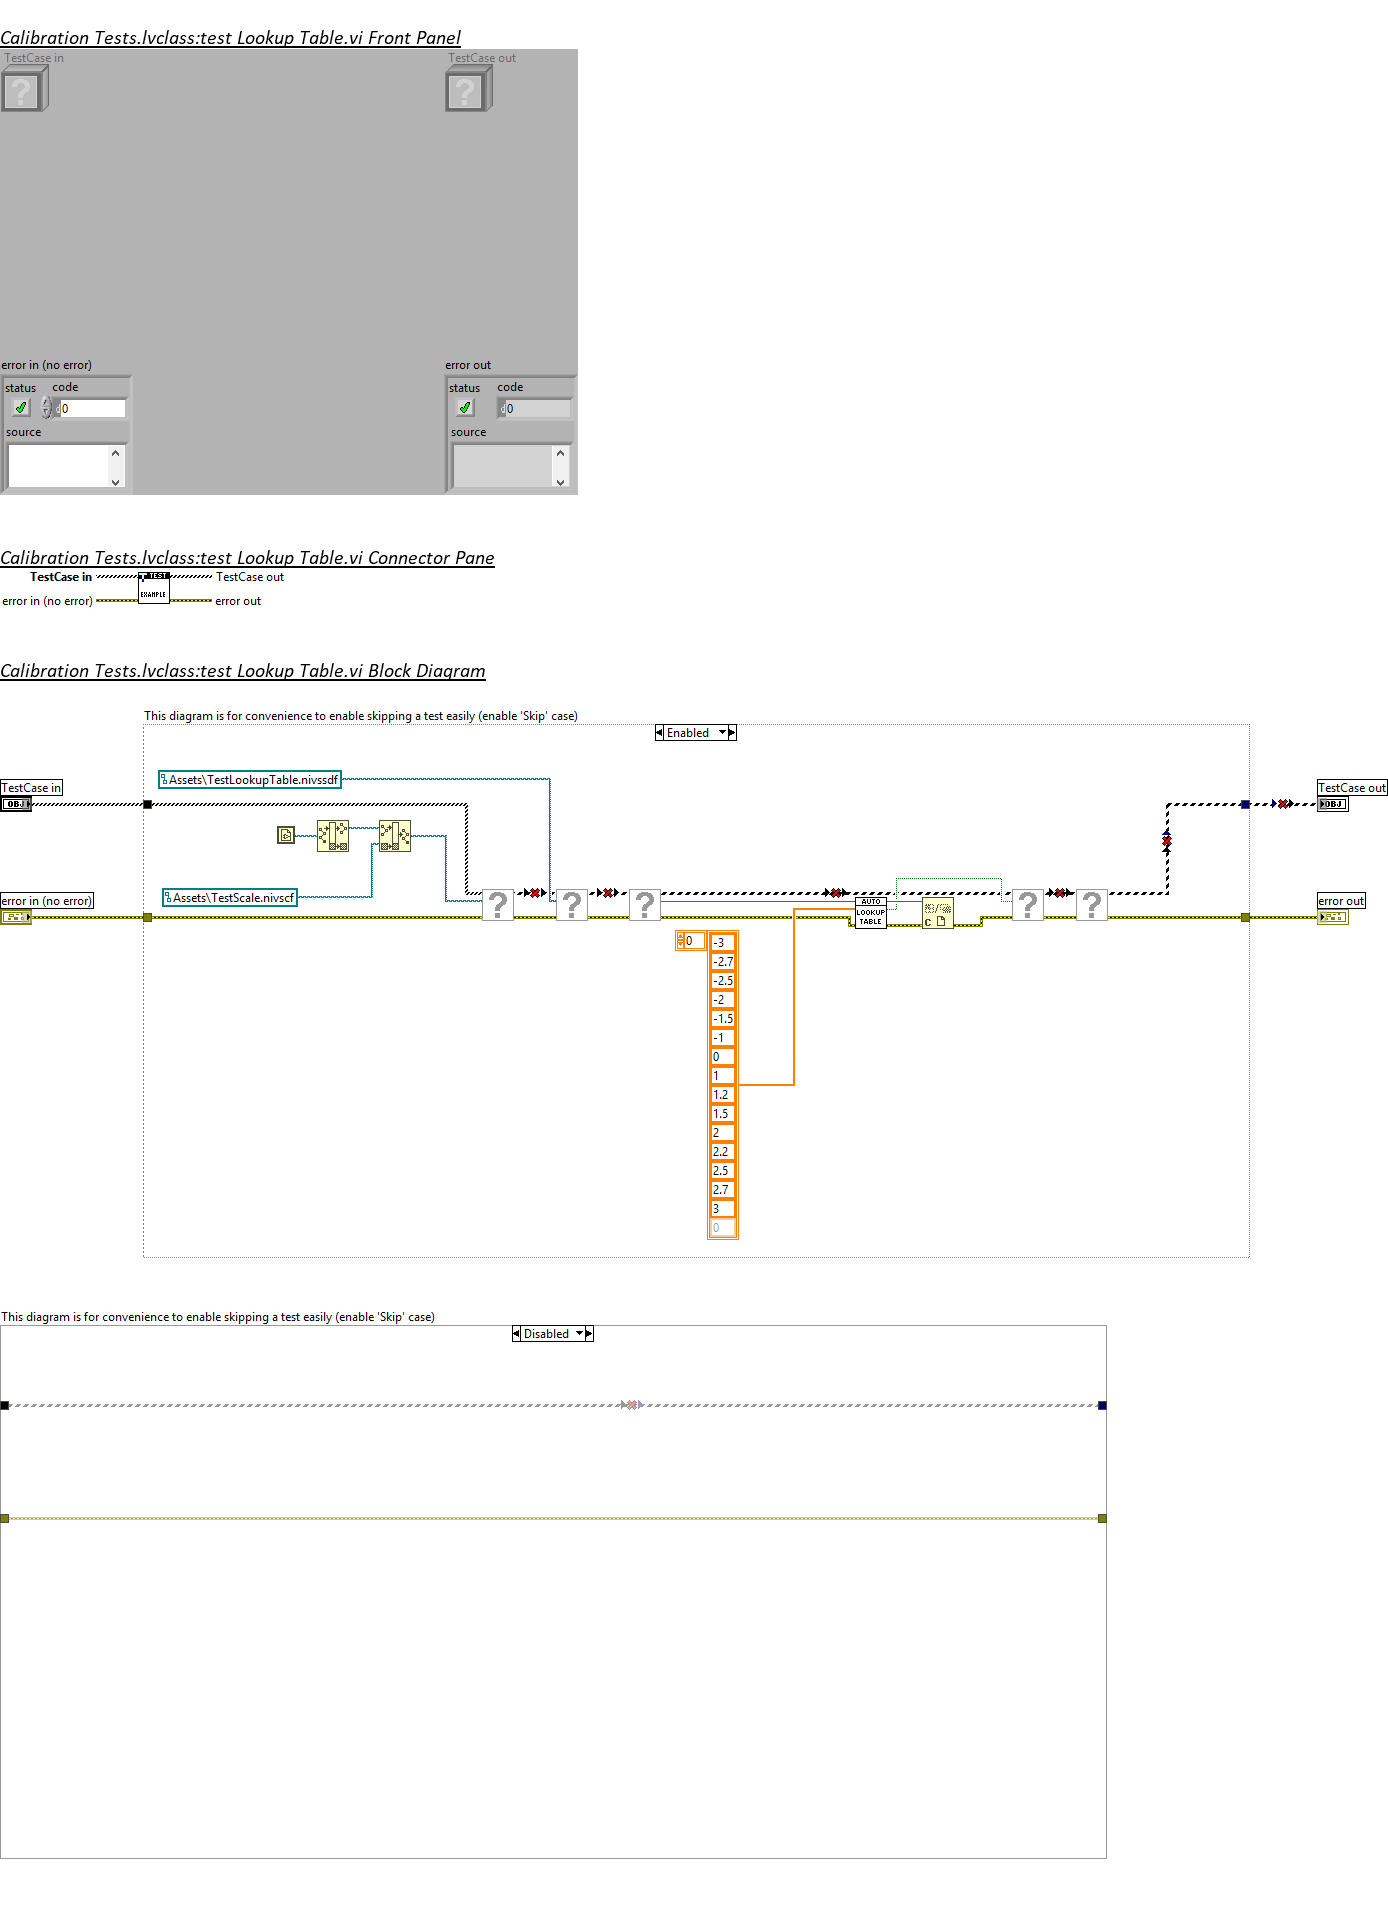 Calibration Tests.lvclass:test Lookup Table.vi Front Panel
TestCase in
TestCase out
?
?
error in (no error)
error out
status code
status code
d0
d0
source
source
Calibration Tests.lvclass:test Lookup Table.vi Connector Pane
TestCase in
TestCase out
TEST
EXAMPLE
error in (no error)
error out
Calibration Tests.lvclass:test Lookup Table.vi Block Diagram
This diagram is for convenience to enable skipping a test easily (enable 'Skip' case)
Enabled
Assets\TestLookupTable.nivssdf
TestCase in
TestCase out
OBJ
OBJ
Assets\TestScale.nivscf
error in (no error)
error out
? ? ? ? ?
AUTO
LOOKUP
TABLE
C
0
-3
-2.7
-2.5
-2
-1.5
-1
0
1
1.2
1.5
2
2.2
2.5
2.7
3
0
This diagram is for convenience to enable skipping a test easily (enable 'Skip' case)
Disabled